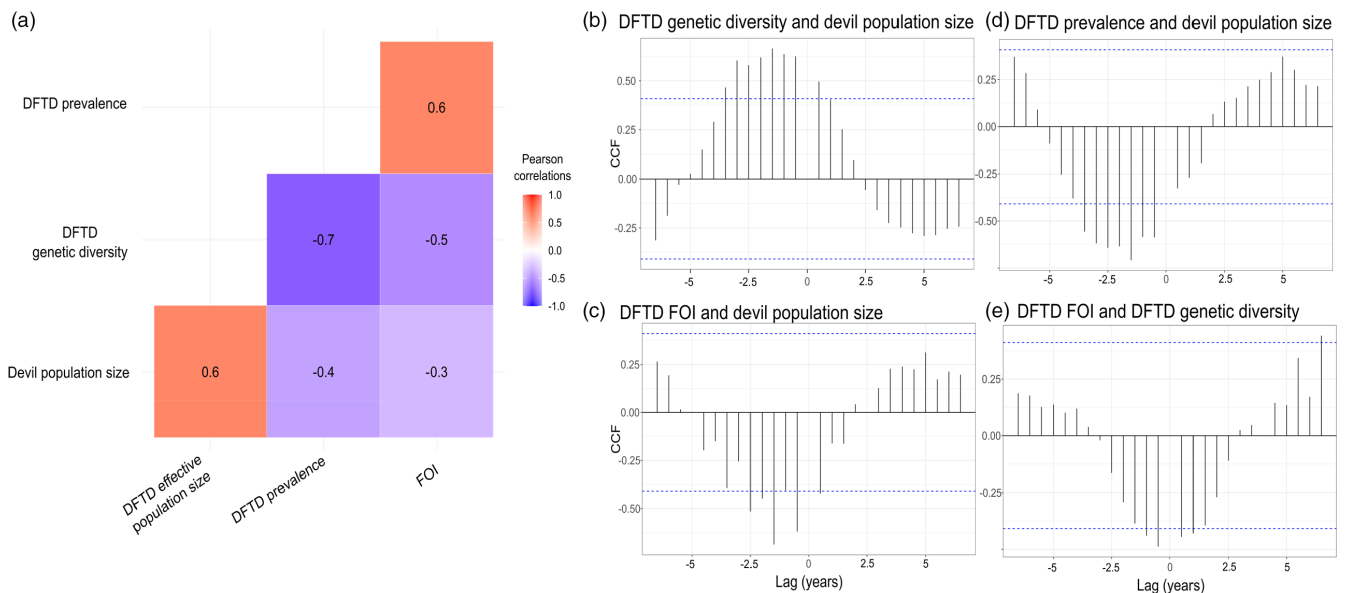 (a)
DFTD prevalence
DFTD
genetic diversity
Devil population size
0.6
-0.7
-0.5
0.6
-0.4
-0.3
DFTD effective
population size
DFTD prevalence
FOI
Pearson
correlations
1.0
0.5
0.0
-0.5
-1.0
(b) DFTD genetic diversity and devil population size
CCF
0.50
0.25
0.00
-0.25
-5
-2.5
0
2.5
5
(d) DFTD prevalence and devil population size
0.25
0.00
-0.25
-0.50
-5
-2.5
0
2.5
5
(c) DFTD FOI and devil population size
CCF
0.25
0.00
-0.25
-0.50
-5
-2.5
0
2.5
5
Lag (years)
(e) DFTD FOI and DFTD genetic diversity
0.25
0.00
-0.25
-5
-2.5
0
2.5
5
Lag (years)